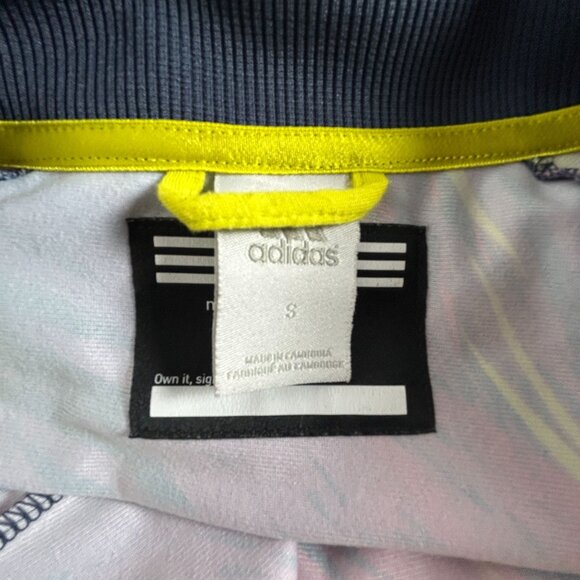 adidas
S
MADE IN CAMBODIA
FABRIQUÉ AU CAMBODGE
Own it, sig